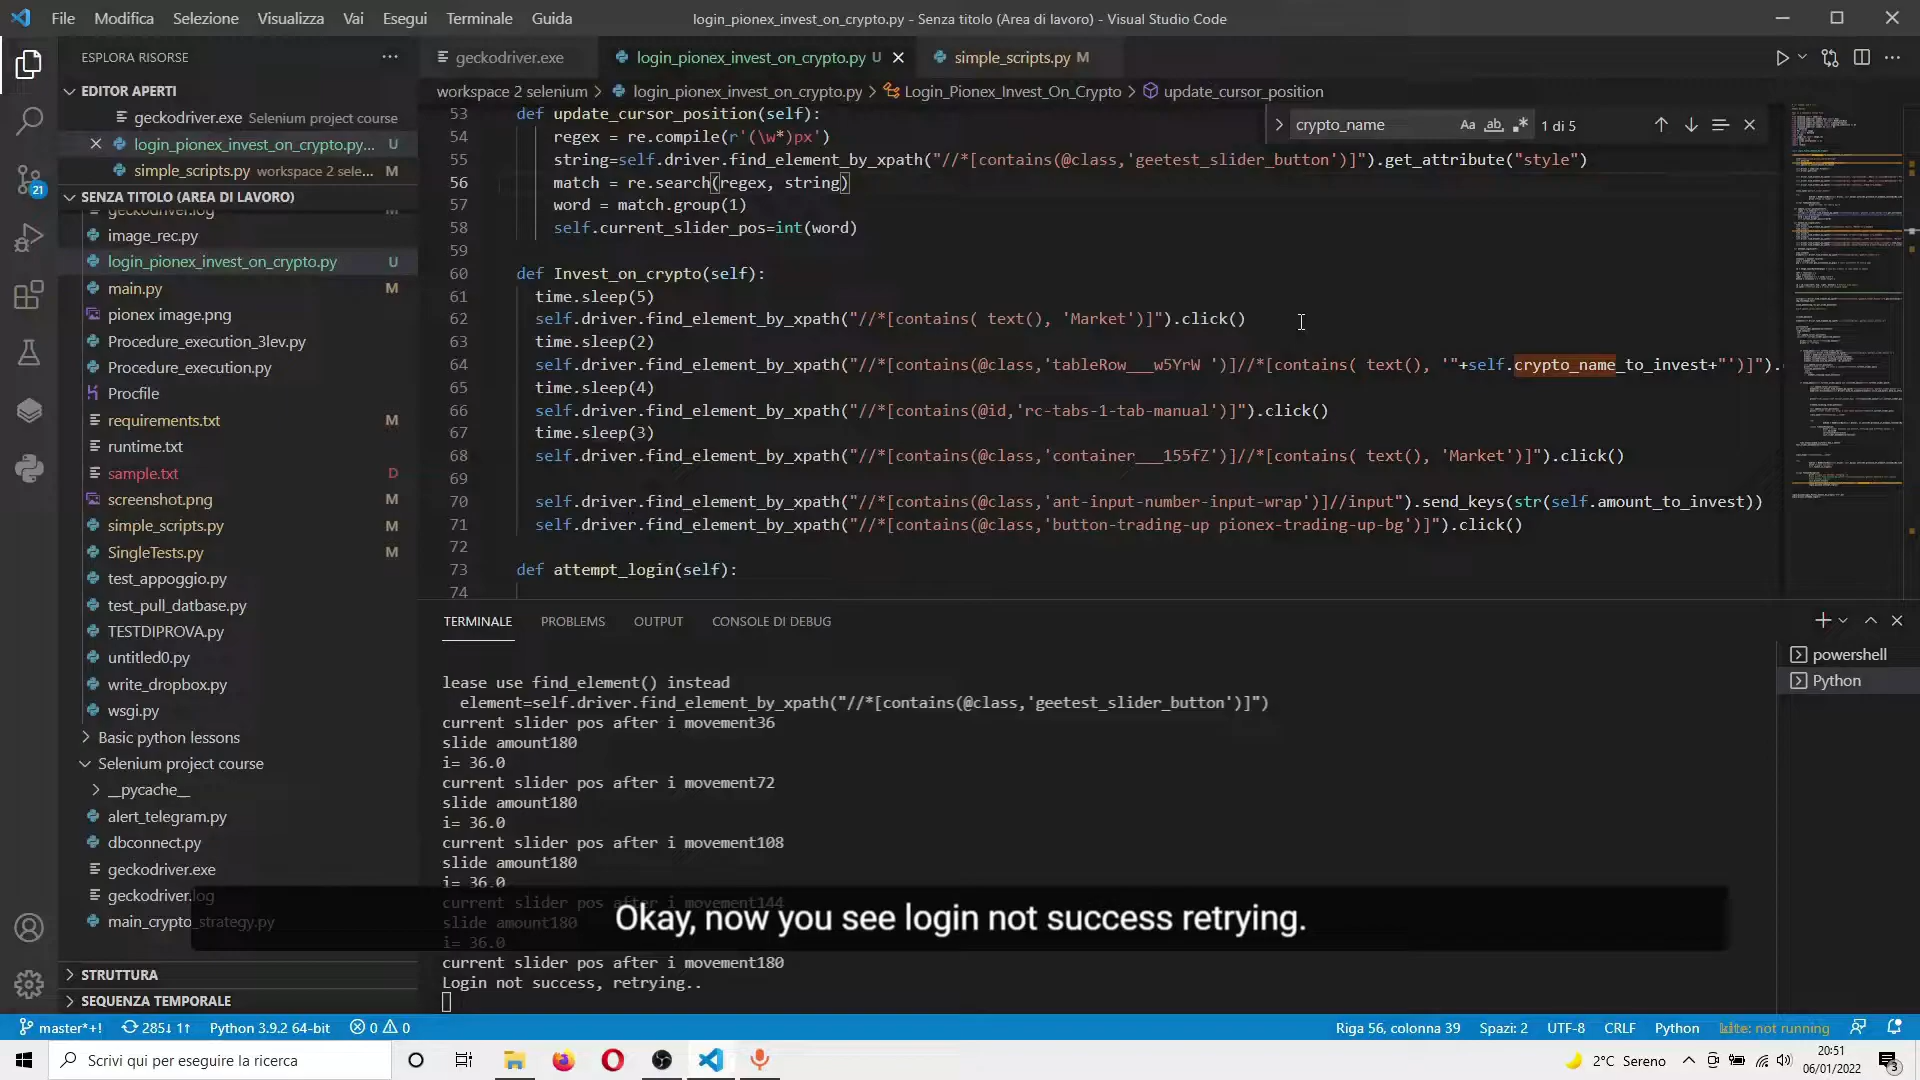 File Modifica Selezione Visualizza Vai Esegui Terminale Guida
login_pionex_invest_on_crypto.py - Senza titolo (Area di lavoro) - Visual Studio Code
ESPLORA RISORSE
EDITOR APERTI
geckodriver.exe Selenium project course
login_pionex_invest_on_crypto.py... U
simple_scripts.py workspace 2 sele... M
21
SENZA TITOLO (AREA DI LAVORO)
geckodriver.log M
image_rec.py
login_pionex_invest_on_crypto.py U
main.py M
pionex image.png
Procedure_execution_3lev.py
Procedure_execution.py
Procfile
requirements.txt M
runtime.txt
sample.txt D
screenshot.png M
simple_scripts.py M
SingleTests.py M
test_appoggio.py
test_pull_datbase.py
TESTDIPROVA.py
untitled0.py
write_dropbox.py
wsgi.py
Basic python lessons
Selenium project course
__pycache__
alert_telegram.py
dbconnect.py
geckodriver.exe
geckodriver.log
main_crypto_strategy.py
STRUTTURA
SEQUENZA TEMPORALE
geckodriver.exe login_pionex_invest_on_crypto.py U simple_scripts.py M
workspace 2 selenium > login_pionex_invest_on_crypto.py > Login_Pionex_Invest_On_Crypto > update_cursor_position
crypto_name Aa ab 1 di 5
53 def update_cursor_position(self):
54 regex = re.compile(r'(\w*)px')
55 string=self.driver.find_element_by_xpath("//*[contains(@class,'geetest_slider_button')]").get_attribute("style")
56 match = re.search(regex, string)
57 word = match.group(1)
58 self.current_slider_pos=int(word)
59
60 def Invest_on_crypto(self):
61 time.sleep(5)
62 self.driver.find_element_by_xpath("//*[contains( text(), 'Market')]").click()
63 time.sleep(2)
64 self.driver.find_element_by_xpath("//*[contains(@class,'tableRow___w5YrW ')]//*[contains( text(), '"+self.crypto_name_to_invest+"')]").
65 time.sleep(4)
66 self.driver.find_element_by_xpath("//*[contains(@id,'rc-tabs-1-tab-manual')]").click()
67 time.sleep(3)
68 self.driver.find_element_by_xpath("//*[contains(@class,'container___155fZ')]//*[contains( text(), 'Market')]").click()
69
70 self.driver.find_element_by_xpath("//*[contains(@class,'ant-input-number-input-wrap')]//input").send_keys(str(self.amount_to_invest))
71 self.driver.find_element_by_xpath("//*[contains(@class,'button-trading-up pionex-trading-up-bg')]").click()
72
73 def attempt_login(self):
74
TERMINALE PROBLEMS OUTPUT CONSOLE DI DEBUG
powershell
Python
lease use find_element() instead
element=self.driver.find_element_by_xpath("//*[contains(@class,'geetest_slider_button')]")
current slider pos after i movement36
slide amount180
i= 36.0
current slider pos after i movement72
slide amount180
i= 36.0
current slider pos after i movement108
slide amount180
i= 36.0
current slider pos after i movement144
slide amount180
i= 36.0
current slider pos after i movement180
Login not success, retrying..
Okay, now you see login not success retrying.
master*+! 285↓ 1↑ Python 3.9.2 64-bit 0 0
Riga 56, colonna 39 Spazi: 2 UTF-8 CRLF Python kite: not running
Scrivi qui per eseguire la ricerca
2°C Sereno
20:51
06/01/2022
3